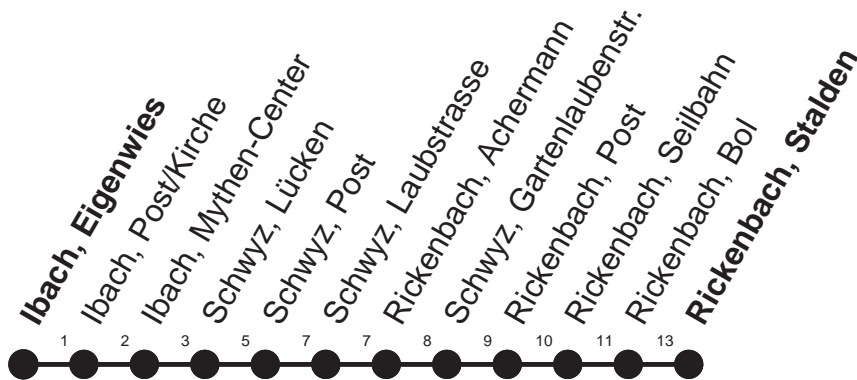 Ibach, Eigenwies
Ibach, Post/Kirche
Ibach, Mythen-Center
Schwyz, Lücken
Schwyz, Post
Schwyz, Laubstrasse
Rickenbach, Achermann
Schwyz, Gartenlaubenstr.
Rickenbach, Post
Rickenbach, Seilbahn
Rickenbach, Bol
Rickenbach, Stalden
1 2 3 5 7 7 8 9 10 11 13